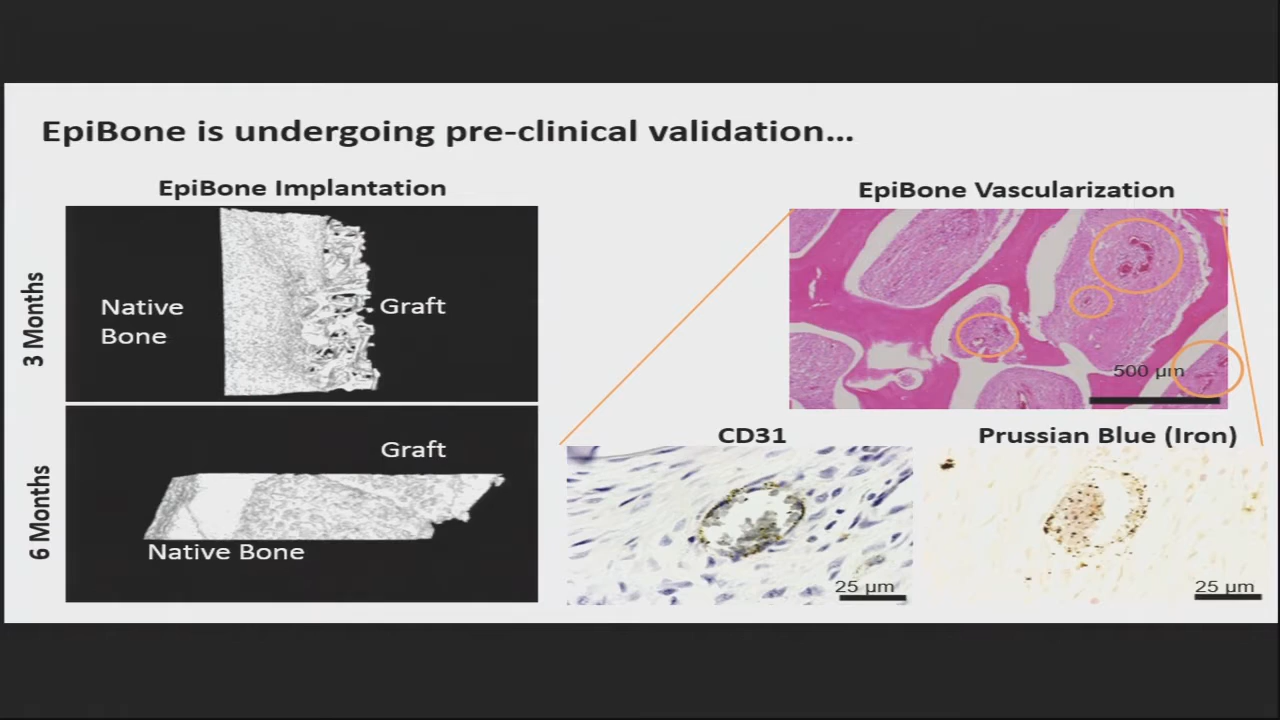 EpiBone is undergoing pre-clinical validation...
EpiBone Implantation
3 Months
Native
Bone
Graft
6 Months
Graft
Native Bone
EpiBone Vascularization
500 µm
CD31
25 µm
Prussian Blue (Iron)
25 µm